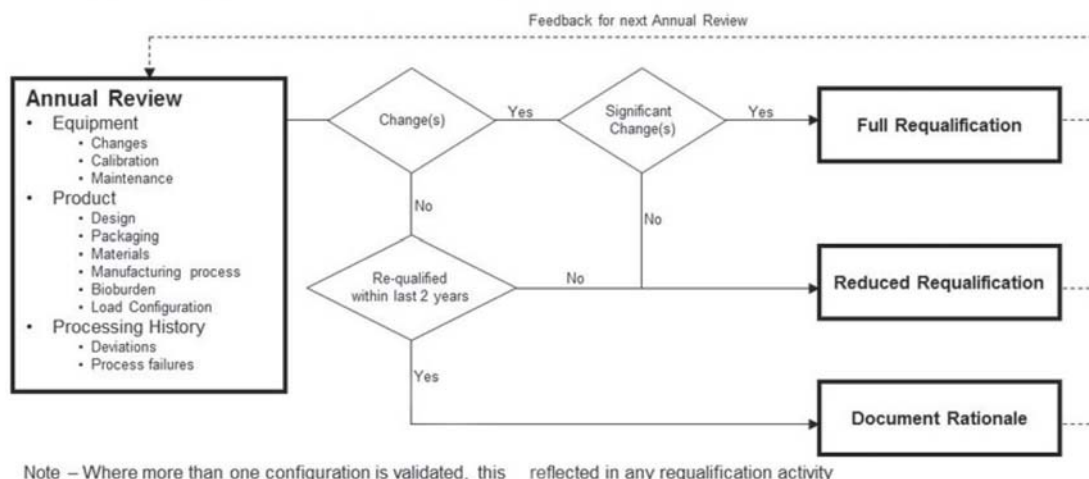 Feedback for next Annual Review
Annual Review
• Equipment
• Changes
• Calibration
• Maintenance
• Product
• Design
• Packaging
• Materials
• Manufacturing process
• Bioburden
• Load Configuration
• Processing History
• Deviations
• Process failures
Change(s)
Yes
Significant
Change(s)
Yes
Full Requalification
No
No
Re-qualified
within last 2 years
No
Reduced Requalification
Yes
Document Rationale
Note – Where more than one configuration is validated, this reflected in any requalification activity